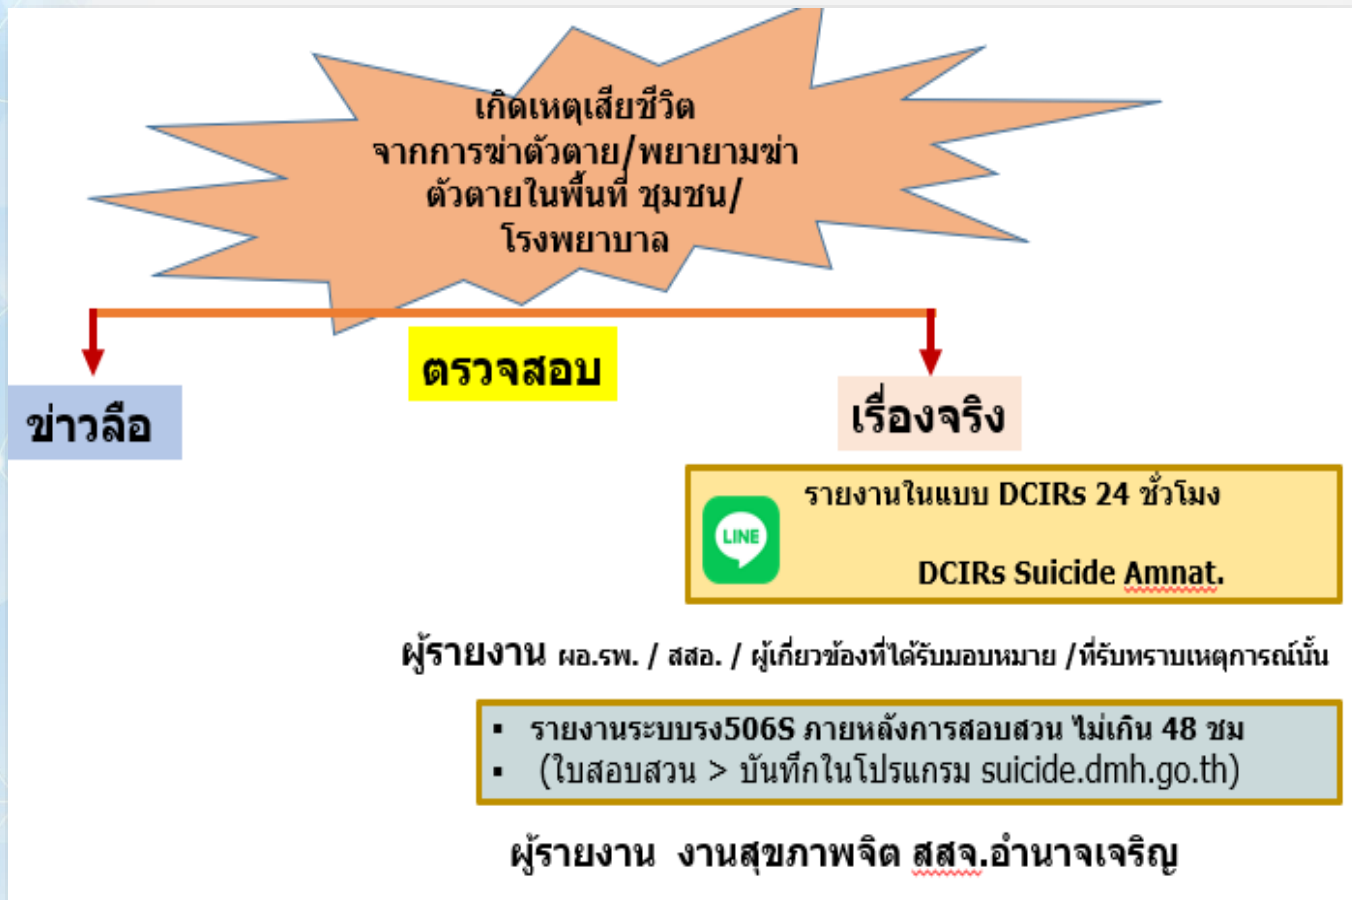 เกิดเหตุเสียชีวิต
จากการฆ่าตัวตาย/พยายามฆ่า
ตัวตายในพื้นที่ ชุมชน/
โรงพยาบาล
ตรวจสอบ
ข่าวลือ
เรื่องจริง
รายงานในแบบ DCIRs 24 ชั่วโมง
LINE
DCIRs Suicide Amnat.
ผู้รายงาน ผอ.รพ. / สสอ. / ผู้เกี่ยวข้องที่ได้รับมอบหมาย /ที่รับทราบเหตุการณ์นั้น
▪ รายงานระบบรง506S ภายหลังการสอบสวน ไม่เกิน 48 ชม
▪ (ใบสอบสวน > บันทึกในโปรแกรม suicide.dmh.go.th)
ผู้รายงาน งานสุขภาพจิต สสจ.อำนาจเจริญ